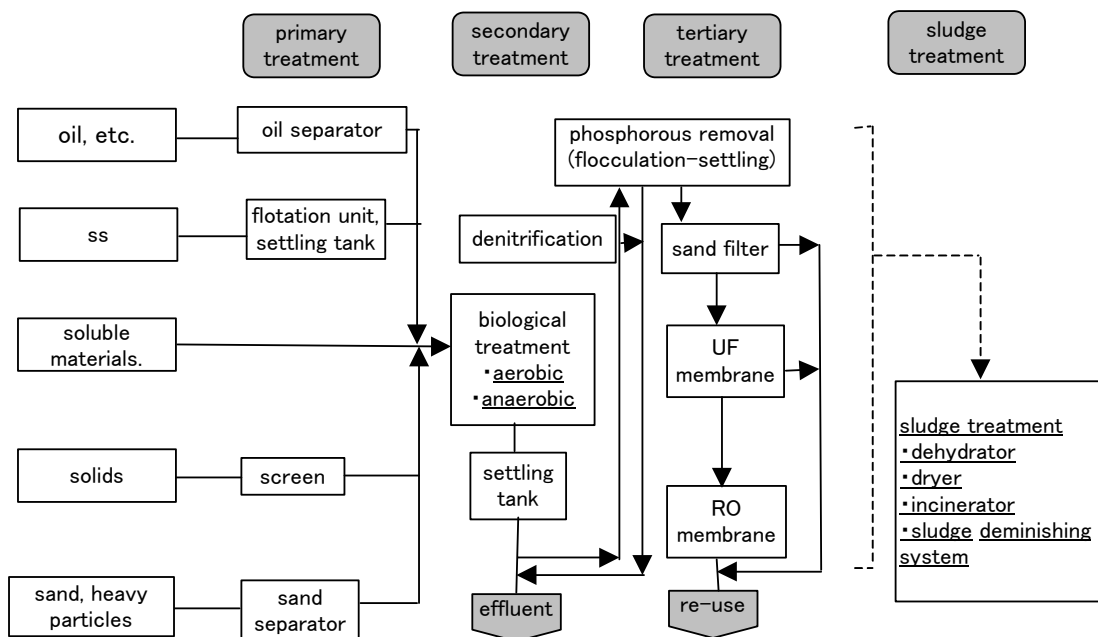 primary
treatment
secondary
treatment
tertiary
treatment
sludge
treatment
oil, etc.
oil separator
phosphorous removal
(flocculation-settling)
ss
flotation unit,
settling tank
denitrification
sand filter
soluble
materials.
biological
treatment
・aerobic
・anaerobic
UF
membrane
solids
screen
settling
tank
RO
membrane
sludge treatment
・dehydrator
・dryer
・incinerator
・sludge deminishing
system
sand, heavy
particles
sand
separator
effluent
re-use